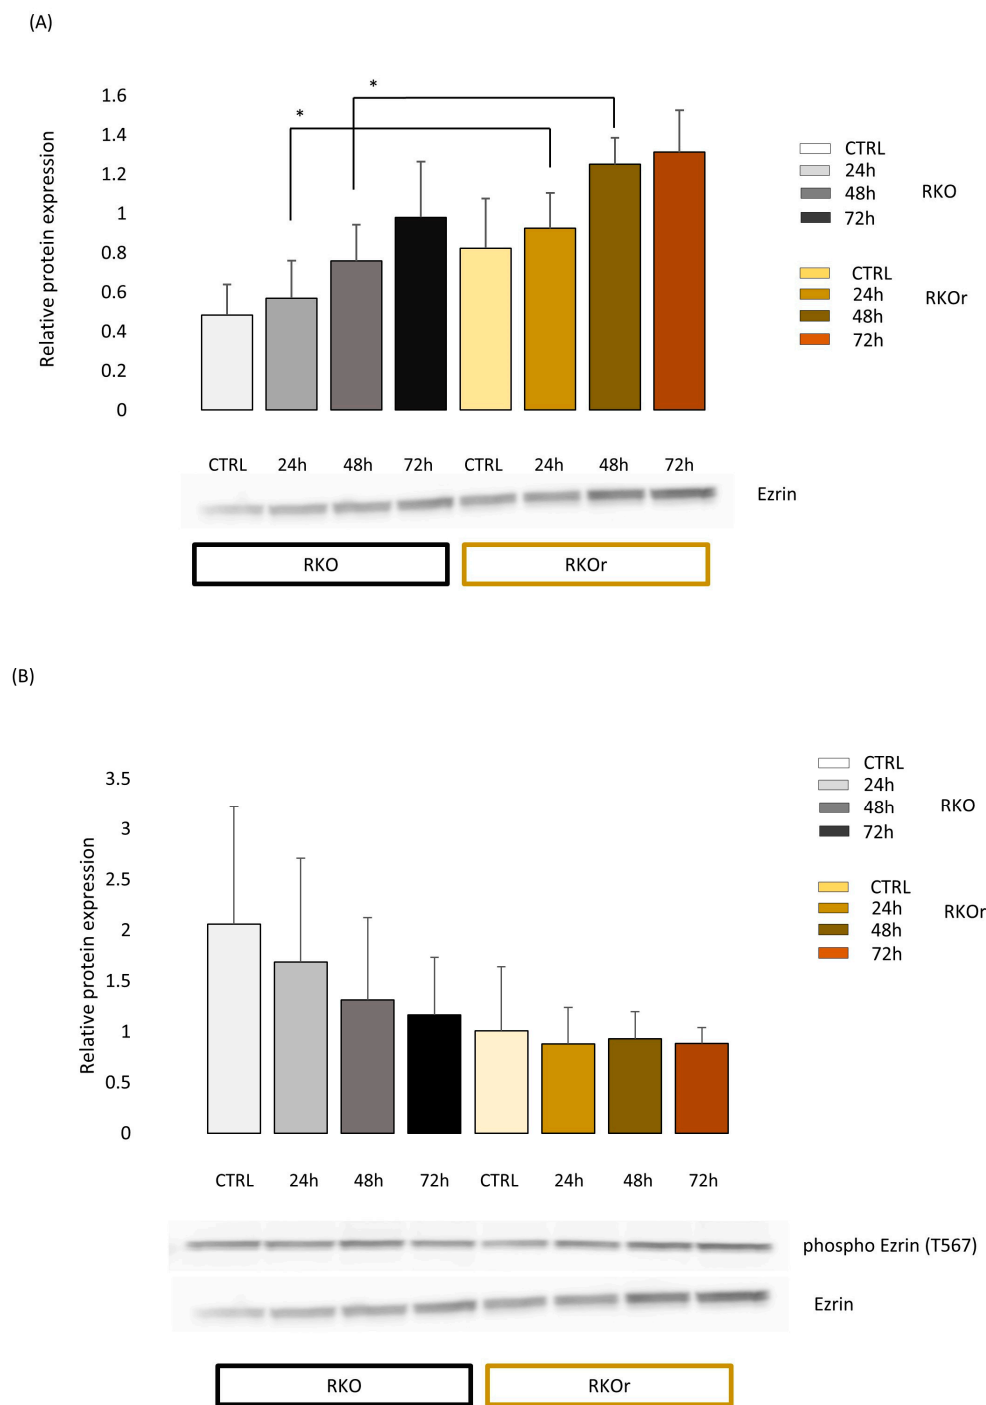 (A)
Relative protein expression
1.6
1.4
1.2
1
0.8
0.6
0.4
0.2
0
*
*
CTRL
24h
48h
72h
RKO
CTRL
24h
48h
72h
RKOr
CTRL 24h 48h 72h CTRL 24h 48h 72h
Ezrin
RKO RKOr
(B)
Relative protein expression
3.5
3
2.5
2
1.5
1
0.5
0
CTRL
24h
48h
72h
RKO
CTRL
24h
48h
72h
RKOr
CTRL 24h 48h 72h CTRL 24h 48h 72h
phospho Ezrin (T567)
Ezrin
RKO RKOr